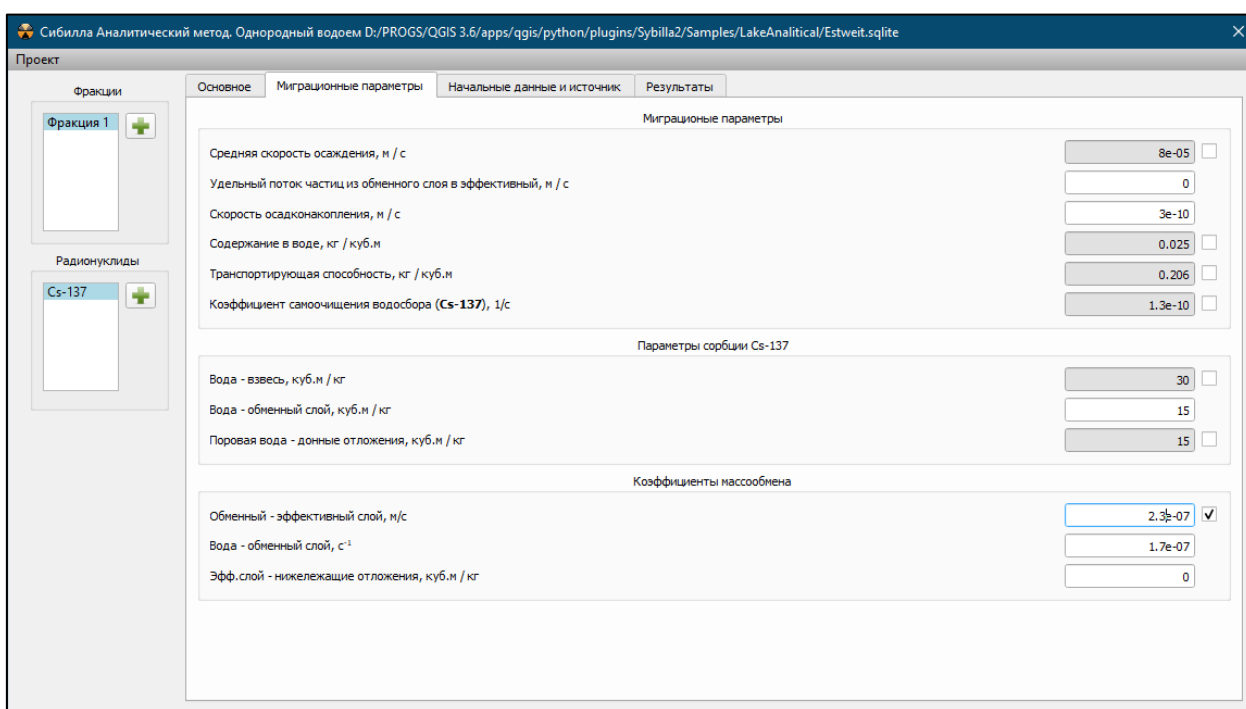 Сибилла Аналитический метод. Однородный водоем D:/PROGS/QGIS 3.6/apps/qgis/python/plugins/Sybilla2/Samples/LakeAnalitical/Estweit.sqlite
Проект
Фракции
Фракция 1
Радионуклиды
Cs-137
Основное Миграционные параметры Начальные данные и источник Результаты
Миграционые параметры
Средняя скорость осаждения, м / с 8e-05
Удельный поток частиц из обменного слоя в эффективный, м / с 0
Скорость осадконакопления, м / с 3e-10
Содержание в воде, кг / куб.м 0.025
Транспортирующая способность, кг / куб.м 0.206
Коэффициент самоочищения водосбора (Cs-137), 1/с 1.3e-10
Параметры сорбции Cs-137
Вода - взвесь, куб.м / кг 30
Вода - обменный слой, куб.м / кг 15
Поровая вода - донные отложения, куб.м / кг 15
Коэффициенты массообмена
Обменный - эффективный слой, м/с 2.3e-07
Вода - обменный слой, с⁻¹ 1.7e-07
Эфф.слой - нижележащие отложения, куб.м / кг 0